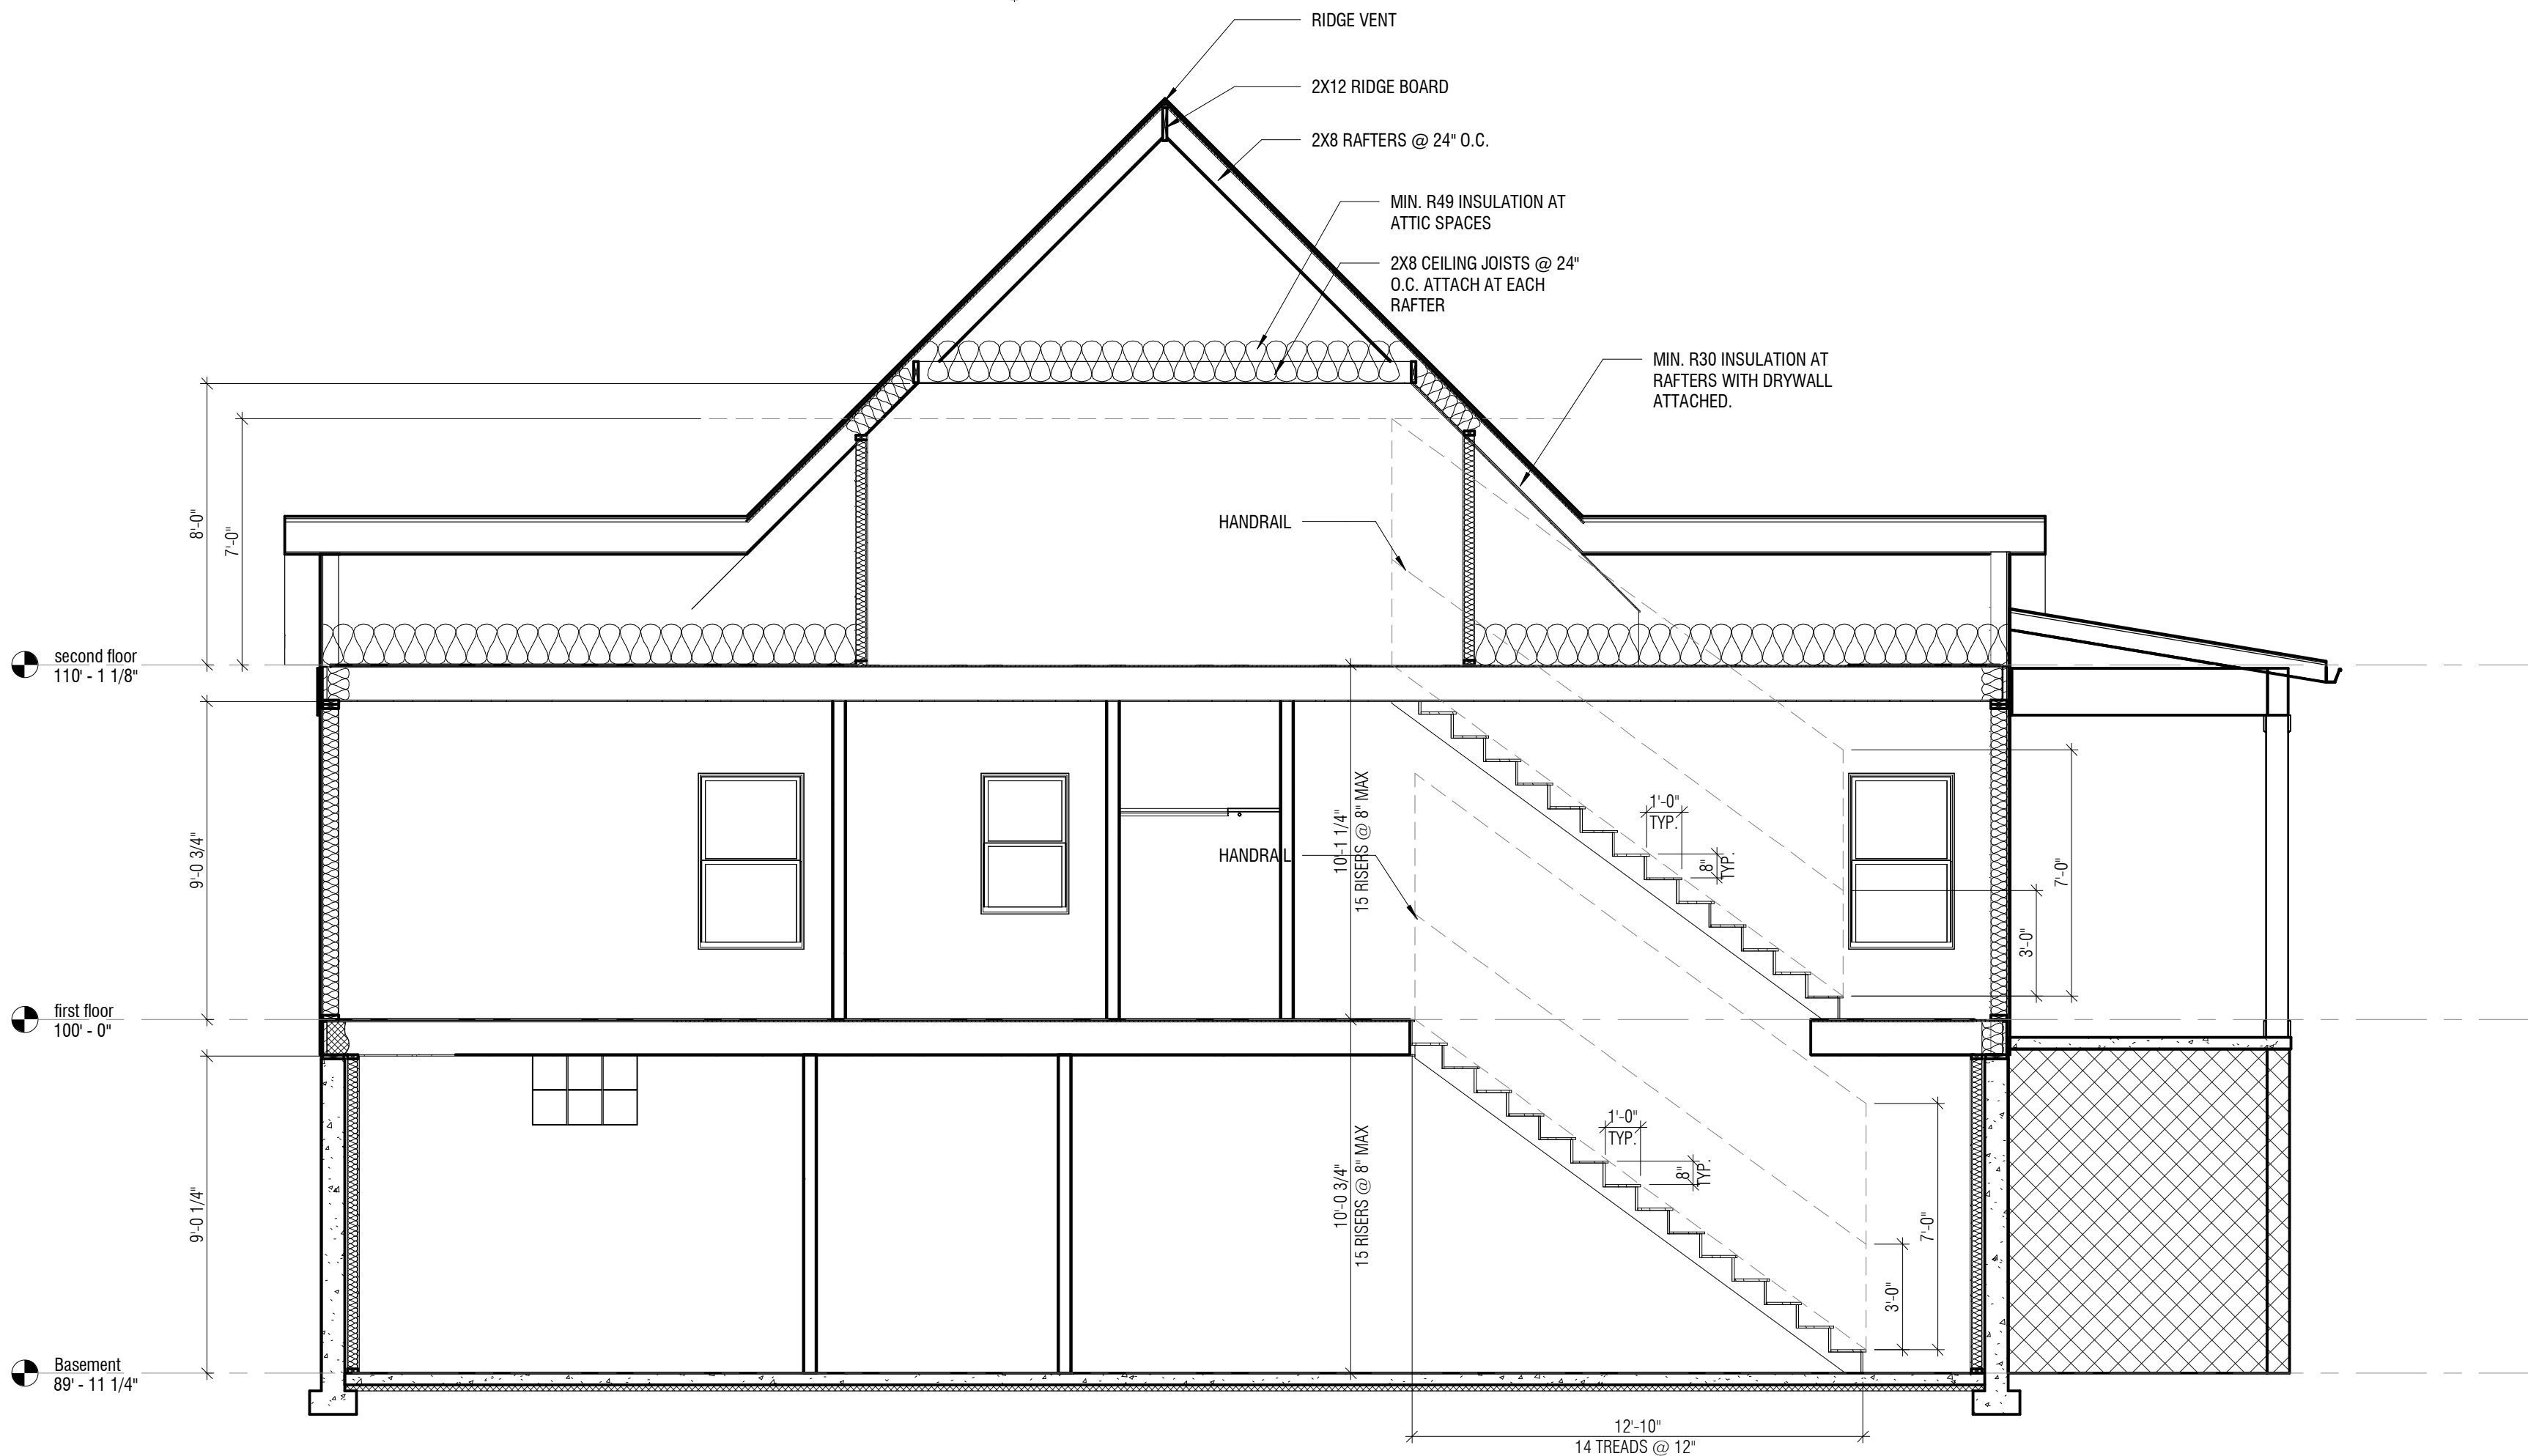 RIDGE VENT
2X12 RIDGE BOARD
2X8 RAFTERS @ 24" O.C.
MIN. R49 INSULATION AT
ATTIC SPACES
2X8 CEILING JOISTS @ 24"
O.C. ATTACH AT EACH
RAFTER
MIN. R30 INSULATION AT
RAFTERS WITH DRYWALL
ATTACHED.
8'-0"
7'-0"
HANDRAIL
second floor
110' - 1 1/8"
9'-0 3/4"
10'-1 1/4"
15 RISERS @ 8" MAX
HANDRAIL
1'-0"
TYP.
8"
TYP.
7'-0"
3'-0"
first floor
100' - 0"
9'-0 1/4"
10'-0 3/4"
15 RISERS @ 8" MAX
1'-0"
TYP.
8"
TYP.
7'-0"
3'-0"
Basement
89' - 11 1/4"
12'-10"
14 TREADS @ 12"